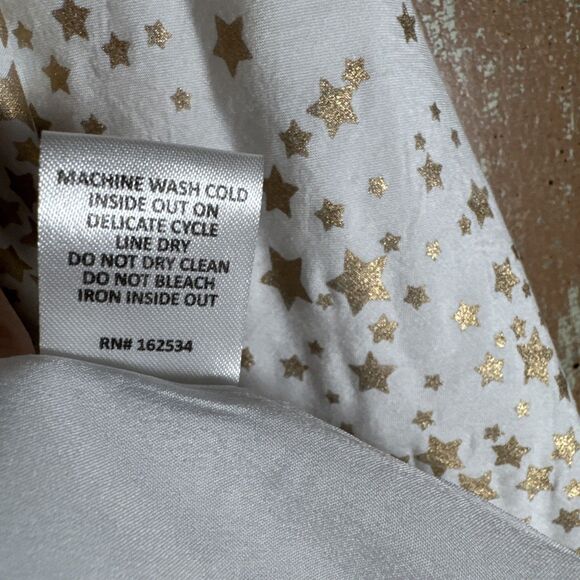 MACHINE WASH COLD
INSIDE OUT ON
DELICATE CYCLE
LINE DRY
DO NOT DRY CLEAN
DO NOT BLEACH
IRON INSIDE OUT
RN# 162534